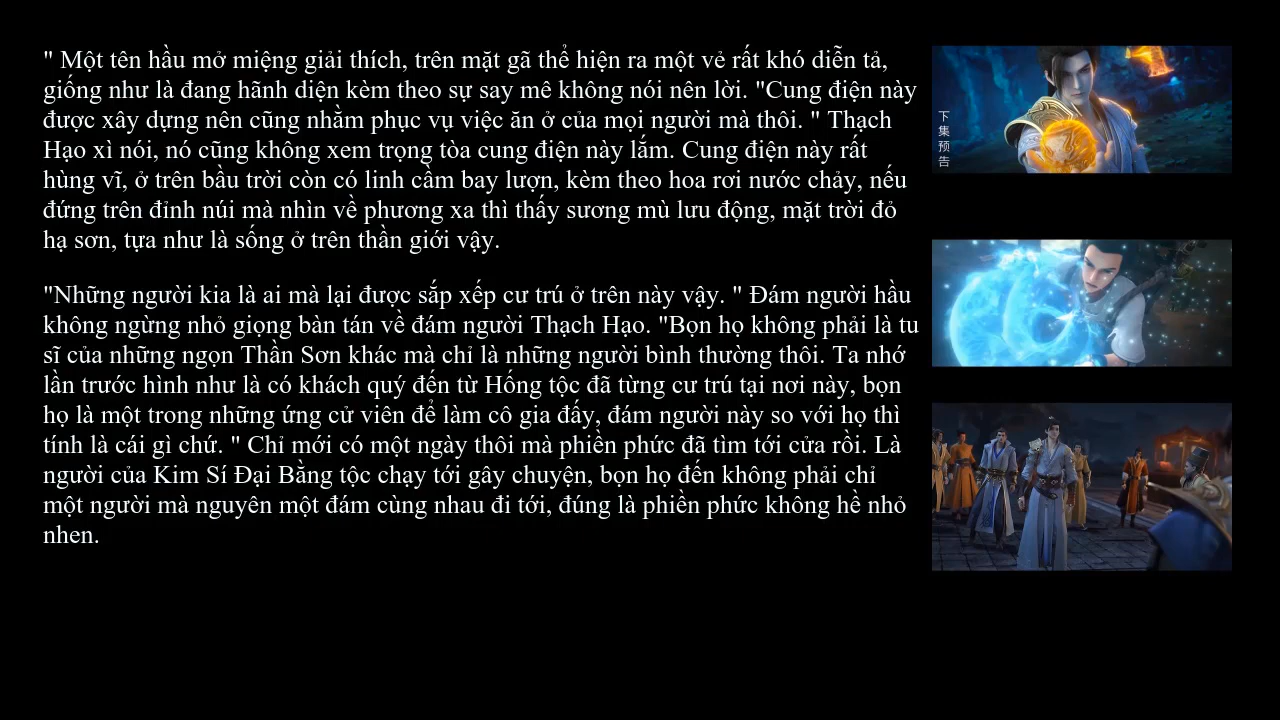 " Một tên hầu mở miệng giải thích, trên mặt gã thể hiện ra một vẻ rất khó diễn tả,
giống như là đang hãnh diện kèm theo sự say mê không nói nên lời. "Cung điện này
được xây dựng nên cũng nhằm phục vụ việc ăn ở của mọi người mà thôi. " Thạch
Hạo xì nói, nó cũng không xem trọng tòa cung điện này lắm. Cung điện này rất
hùng vĩ, ở trên bầu trời còn có linh cầm bay lượn, kèm theo hoa rơi nước chảy, nếu
đứng trên đỉnh núi mà nhìn về phương xa thì thấy sương mù lưu động, mặt trời đỏ
hạ sơn, tựa như là sống ở trên thần giới vậy.
"Những người kia là ai mà lại được sắp xếp cư trú ở trên này vậy. " Đám người hầu
không ngừng nhỏ giọng bàn tán về đám người Thạch Hạo. "Bọn họ không phải là tu
sĩ của những ngọn Thần Sơn khác mà chỉ là những người bình thường thôi. Ta nhớ
lần trước hình như là có khách quý đến từ Hống tộc đã từng cư trú tại nơi này, bọn
họ là một trong những ứng cử viên để làm cô gia đấy, đám người này so với họ thì
tính là cái gì chứ. " Chỉ mới có một ngày thôi mà phiền phức đã tìm tới cửa rồi. Là
người của Kim Sí Đại Bằng tộc chạy tới gây chuyện, bọn họ đến không phải chỉ
một người mà nguyên một đám cùng nhau đi tới, đúng là phiền phức không hề nhỏ
nhen.
下集预告